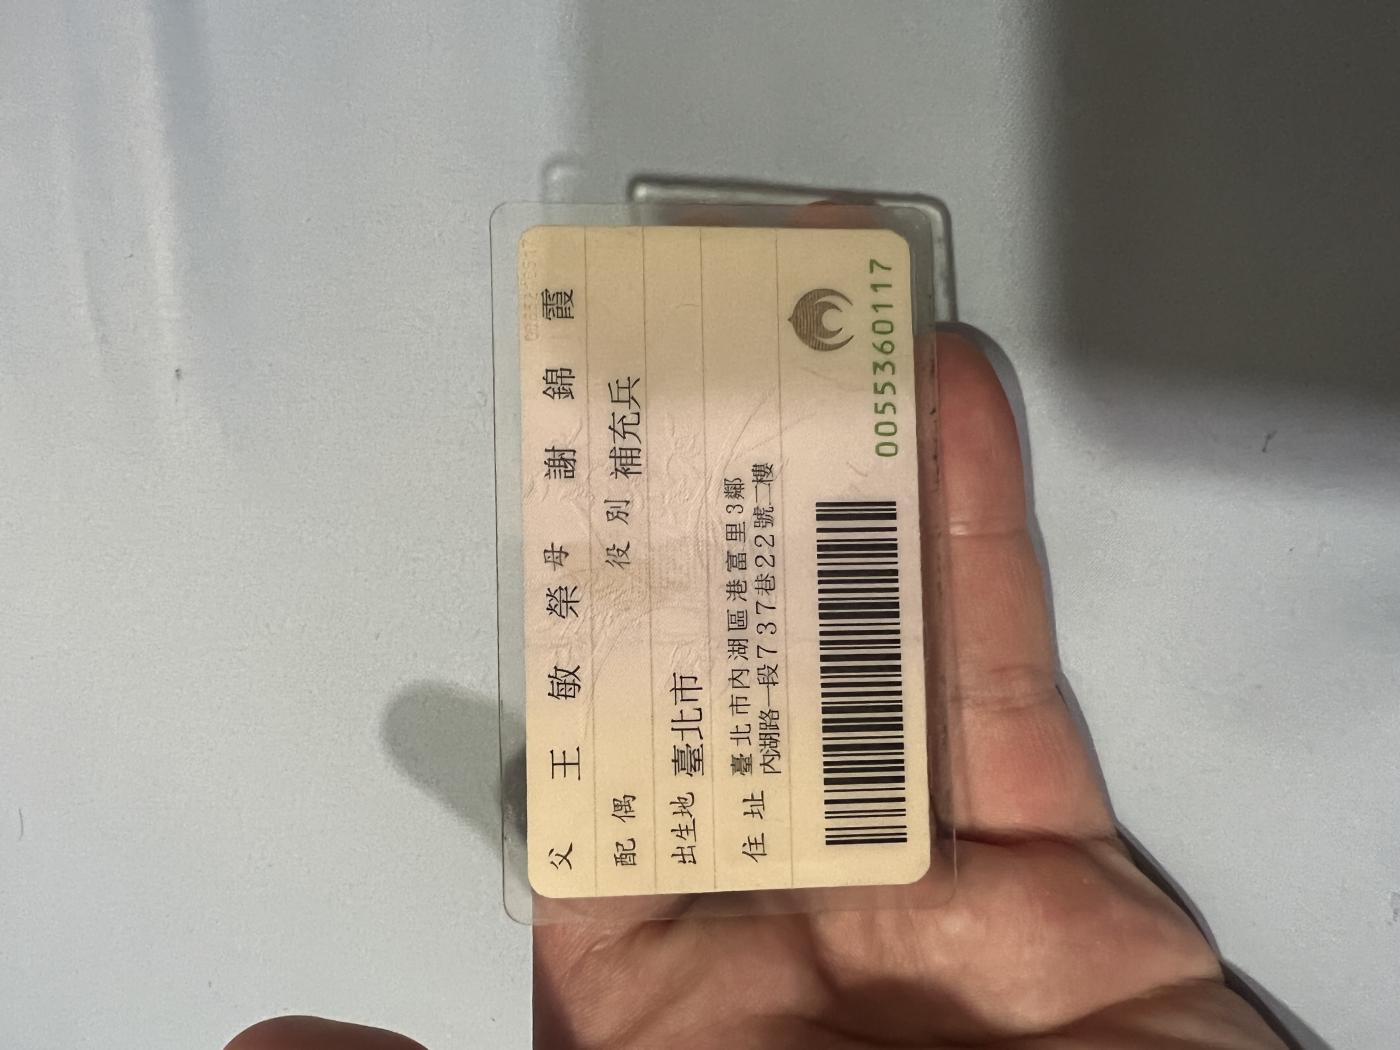 父 王 敏 榮 母 謝 錦 霞
配 偶 役 別 補充兵
出生地 臺北市
住 址 臺北市內湖區港富里3鄰
內湖路一段737巷22號二樓
0055360117